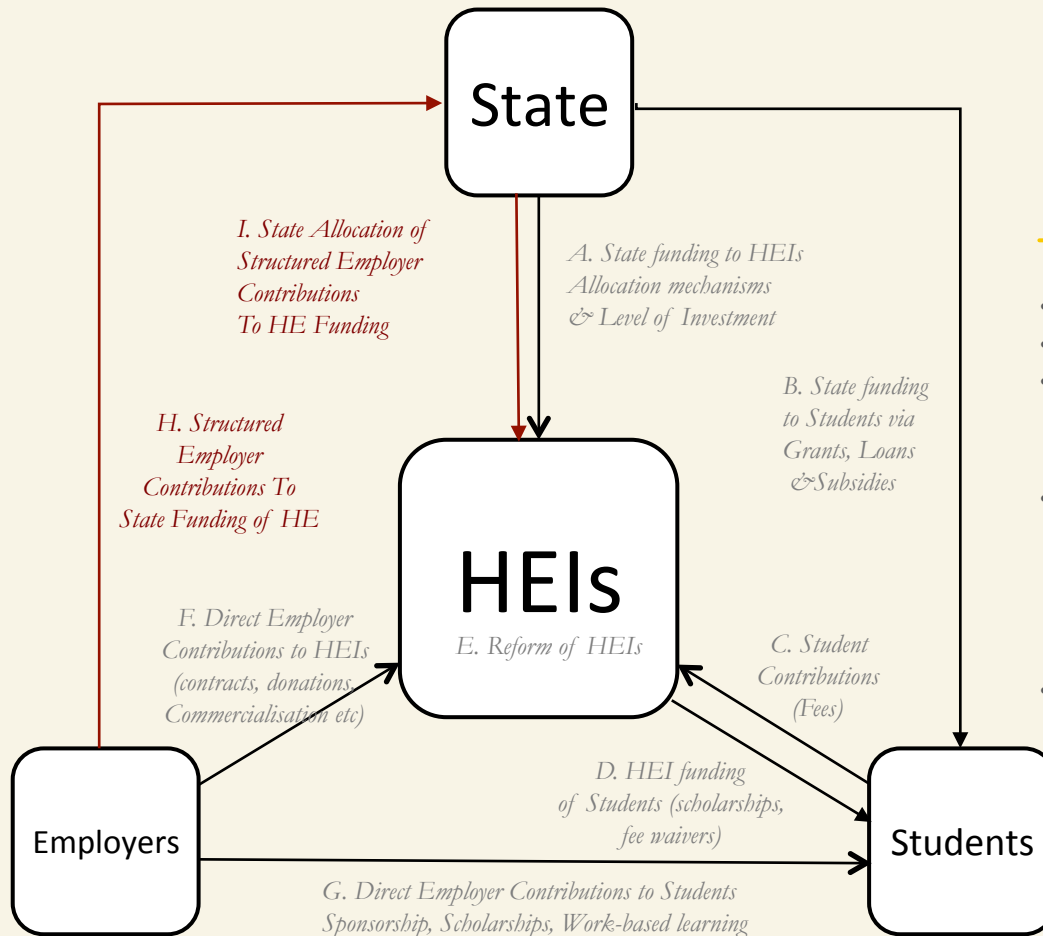 State
I. State Allocation of
Structured Employer
Contributions
To HE Funding
A. State funding to HEIs
Allocation mechanisms
& Level of Investment
B. State funding
to Students via
Grants, Loans
&Subsidies
H. Structured
Employer
Contributions To
State Funding of HE
HEIs
E. Reform of HEIs
F. Direct Employer
Contributions to HEIs
(contracts, donations,
Commercialisation etc)
C. Student
Contributions
(Fees)
D. HEI funding
of Students (scholarships,
fee waivers)
Employers
Students
G. Direct Employer Contributions to Students
Sponsorship, Scholarships, Work-based learning